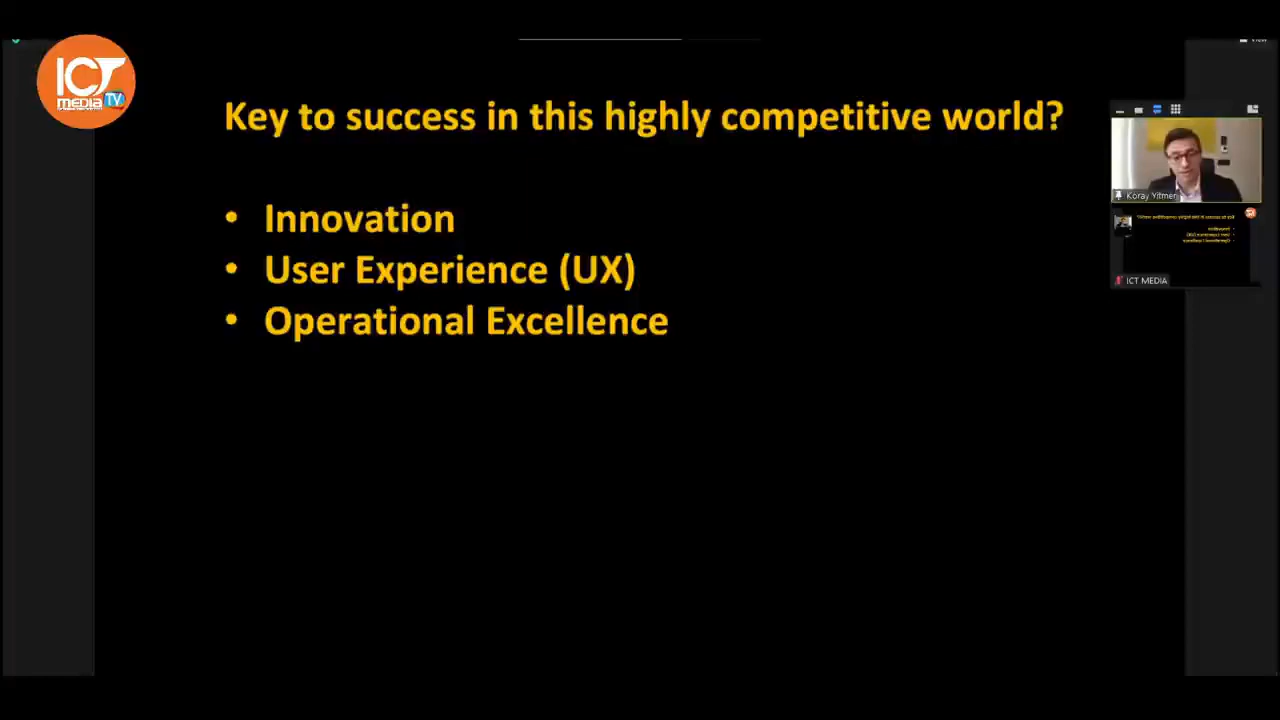 ICT
MEDIA TV
View
Key to success in this highly competitive world?
• Innovation
• User Experience (UX)
• Operational Excellence
Koray Yitmen
ICT MEDIA